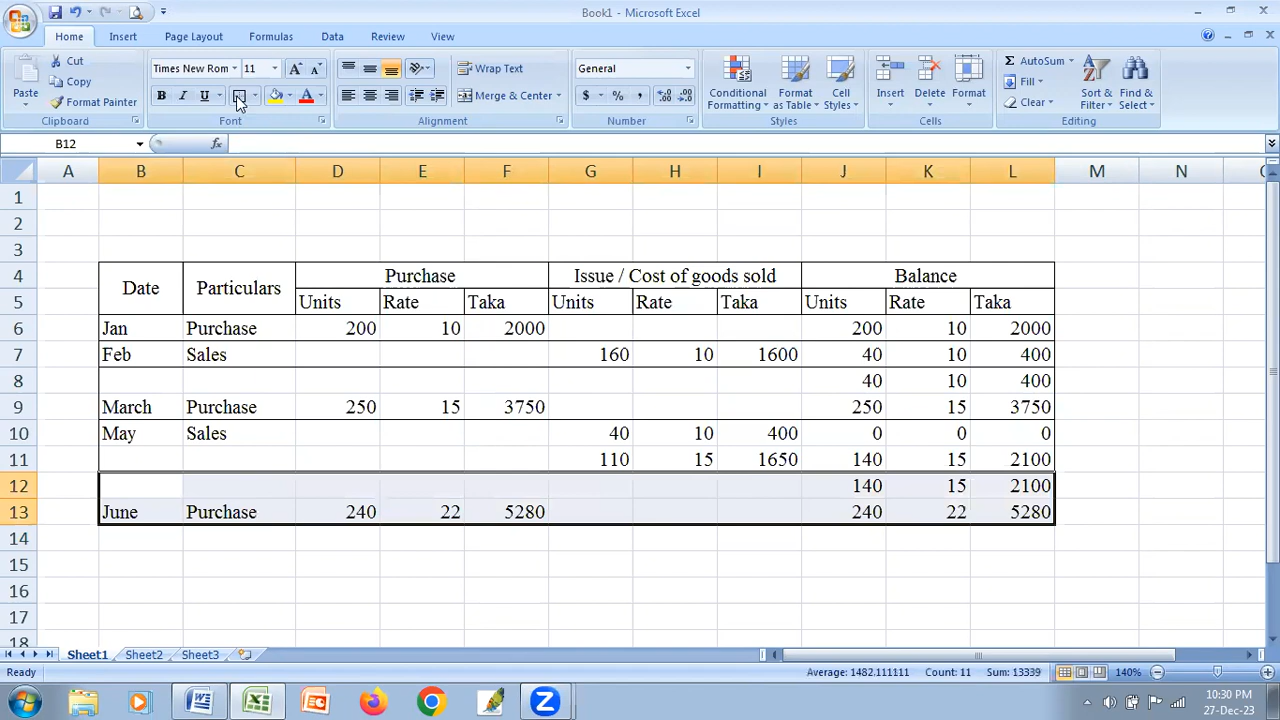 Book1 - Microsoft Excel
Home Insert Page Layout Formulas Data Review View
Paste
Cut
Copy
Format Painter
Clipboard
Times New Rom 11
B I U A
Font
Wrap Text
Merge & Center
Alignment
General
$ % ,
Number
Conditional Formatting
Format as Table
Cell Styles
Styles
Insert Delete Format
Cells
Σ AutoSum
Fill
Clear
Sort & Filter
Find & Select
Editing
B12 fx
A B C D E F G H I J K L M N
1
2
3
4 Date Particulars Purchase Issue / Cost of goods sold Balance
5 Units Rate Taka Units Rate Taka Units Rate Taka
6 Jan Purchase 200 10 2000 200 10 2000
7 Feb Sales 160 10 1600 40 10 400
8 40 10 400
9 March Purchase 250 15 3750 250 15 3750
10 May Sales 40 10 400 0 0 0
11 110 15 1650 140 15 2100
12 140 15 2100
13 June Purchase 240 22 5280 240 22 5280
14
15
16
17
18
Sheet1 Sheet2 Sheet3
Ready Average: 1482.111111 Count: 11 Sum: 13339 140%
10:30 PM
27-Dec-23